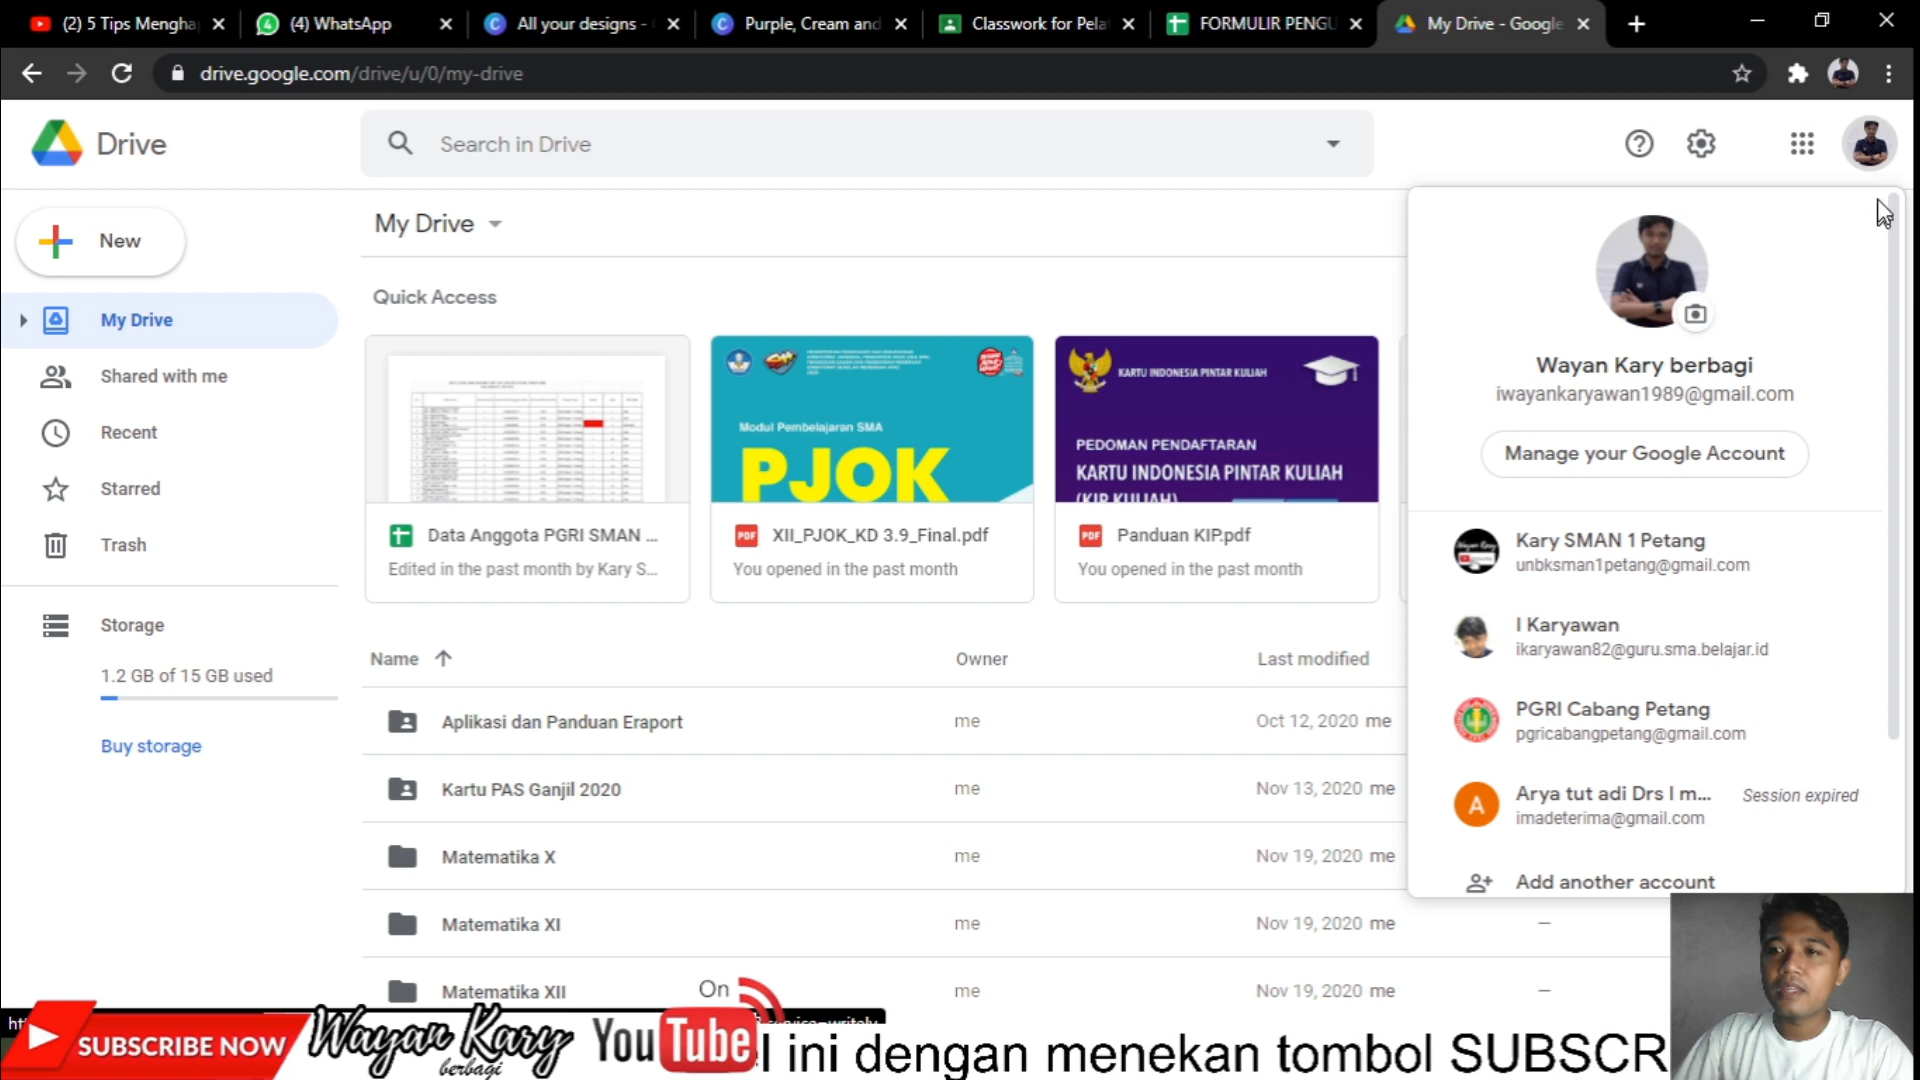 (2) 5 Tips Mengha
(4) WhatsApp
All your designs -
Purple, Cream and
Classwork for Pela
FORMULIR PENGU
My Drive - Google
drive.google.com/drive/u/0/my-drive
Drive
Search in Drive
New
My Drive
Shared with me
Recent
Starred
Trash
Storage
1.2 GB of 15 GB used
Buy storage
My Drive
Quick Access
Data Anggota PGRI SMAN ...
Edited in the past month by Kary S...
Modul Pembelajaran SMA
PJOK
PDF
XII_PJOK_KD 3.9_Final.pdf
You opened in the past month
KARTU INDONESIA PINTAR KULIAH
PEDOMAN PENDAFTARAN
KARTU INDONESIA PINTAR KULIAH
(KIP KULIAH)
PDF
Panduan KIP.pdf
You opened in the past month
Name
Owner
Last modified
Aplikasi dan Panduan Eraport
me
Oct 12, 2020 me
Kartu PAS Ganjil 2020
me
Nov 13, 2020 me
Matematika X
me
Nov 19, 2020 me
Matematika XI
me
Nov 19, 2020 me
—
Matematika XII
me
Nov 19, 2020 me
—
Wayan Kary berbagi
iwayankaryawan1989@gmail.com
Manage your Google Account
Kary SMAN 1 Petang
unbksman1petang@gmail.com
I Karyawan
ikaryawan82@guru.sma.belajar.id
PGRI Cabang Petang
pgricabangpetang@gmail.com
A
Arya tut adi Drs I m...
Session expired
imadeterima@gmail.com
Add another account
SUBSCRIBE NOW
Wayan Kary
berbagi
On
YouTube
l ini dengan menekan tombol SUBSCR